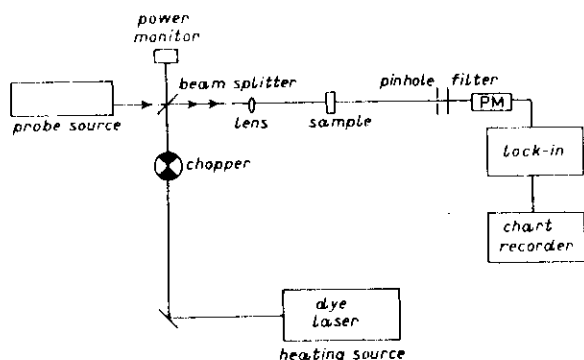 power
monitor
beam splitter
probe source
lens
sample
pinhole
filter
PM
lock-in
chopper
chart
recorder
dye
laser
heating source